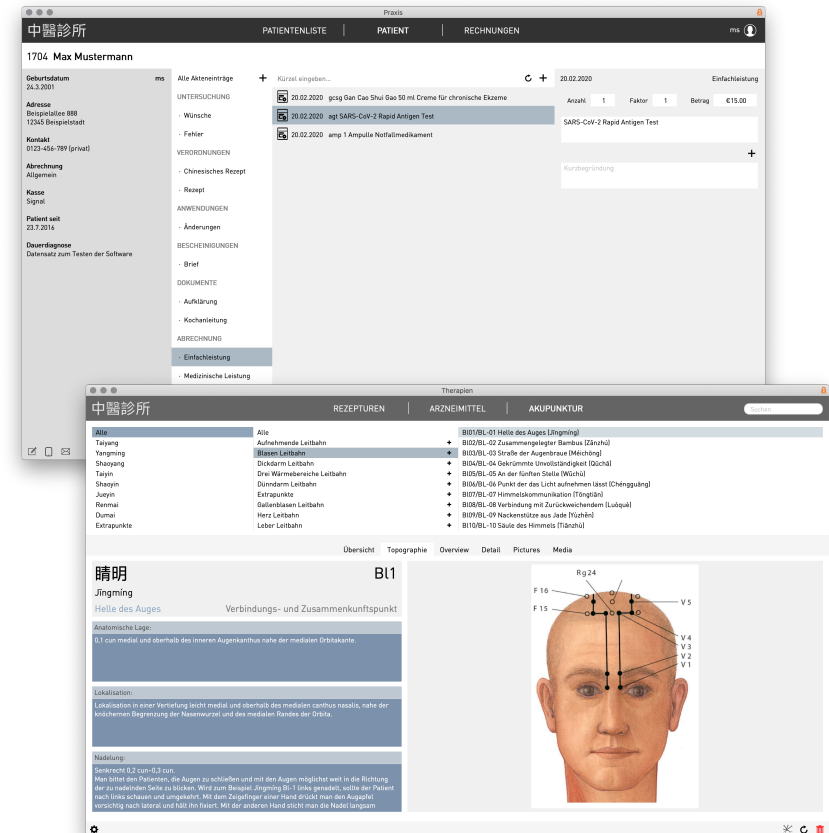 Praxis
中醫診所
PATIENTENLISTE
PATIENT
RECHNUNGEN
ms
1704 Max Mustermann
Geburtsdatum
ms
24.3.2001
Adresse
Beispielallee 888
12345 Beispielstadt
Kontakt
0123-456-789 (privat)
Abrechnung
Allgemein
Kasse
Signal
Patient seit
23.7.2016
Dauerdiagnose
Datensatz zum Testen der Software
Alle Akteneinträge +
UNTERSUCHUNG
· Wünsche
· Fehler
VERORDNUNGEN
· Chinesisches Rezept
· Rezept
ANWENDUNGEN
· Änderungen
BESCHEINIGUNGEN
· Brief
DOKUMENTE
· Aufklärung
· Kochanleitung
ABRECHNUNG
· Einfachleistung
· Medizinische Leistung
Kürzel eingeben... +
20.02.2020 gcsg Gan Cao Shui Gao 50 ml Creme für chronische Ekzeme
20.02.2020 agt SARS-CoV-2 Rapid Antigen Test
20.02.2020 amp 1 Ampulle Notfallmedikament
20.02.2020 Einfachleistung
Anzahl 1 Faktor 1 Betrag €15.00
SARS-CoV-2 Rapid Antigen Test
+
Kurzbegründung
Therapien
中醫診所
REZEPTUREN
ARZNEIMITTEL
AKUPUNKTUR
Suchen
Alle
Taiyang
Yangming
Shaoyang
Taiyin
Shaoyin
Jueyin
Renmai
Dumai
Extrapunkte
Alle
Aufnehmende Leitbahn +
Blasen Leitbahn +
Dickdarm Leitbahn +
Drei Wärmebereiche Leitbahn +
Dünndarm Leitbahn +
Extrapunkte +
Gallenblasen Leitbahn +
Herz Leitbahn +
Leber Leitbahn +
Bl01/BL-01 Helle des Auges (Jīngmíng)
Bl02/BL-02 Zusammengelegter Bambus (Zǎnzhú)
Bl03/BL-03 Straße der Augenbraue (Méichōng)
Bl04/BL-04 Gekrümmte Unvollständigkeit (Qūchā)
Bl05/BL-05 An der fünften Stelle (Wǔchù)
Bl06/BL-06 Punkt der das Licht aufnehmen lässt (Chéngguāng)
Bl07/BL-07 Himmelskommunikation (Tōngtiān)
Bl08/BL-08 Verbindung mit Zurückweichendem (Luòquè)
Bl09/BL-09 Nackenstütze aus Jade (Yùzhěn)
Bl10/BL-10 Säule des Himmels (Tiānzhù)
Übersicht Topographie Overview Detail Pictures Media
睛明 Bl1
Jīngmíng
Helle des Auges Verbindungs- und Zusammenkunftspunkt
Anatomische Lage:
0,1 cun medial und oberhalb des inneren Augenkanthus nahe der medialen Orbitakante.
Lokalisation:
Lokalisation in einer Vertiefung leicht medial und oberhalb des medialen canthus nasalis, nahe der
knöchernen Begrenzung der Nasenwurzel und des medialen Randes der Orbita.
Nadelung:
Senkrecht 0,2 cun–0,3 cun.
Man bittet den Patienten, die Augen zu schließen und mit den Augen möglichst weit in die Richtung
der zu nadelnden Seite zu blicken. Wird zum Beispiel Jīngmíng Bl-1 links genadelt, sollte der Patient
nach links schauen und umgekehrt. Mit dem Zeigefinger einer Hand drückt man den Augapfel
vorsichtig nach lateral und hält ihn fixiert. Mit der anderen Hand sticht man die Nadel langsam
Rg24
F 16
F 15
V 5
V 4
V 3
V 2
V 1